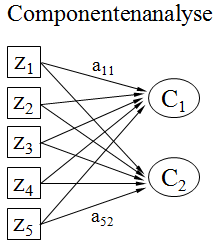 Componentenanalyse
z₁
a₁₁
z₂
C₁
z₃
z₄
C₂
z₅
a₅₂